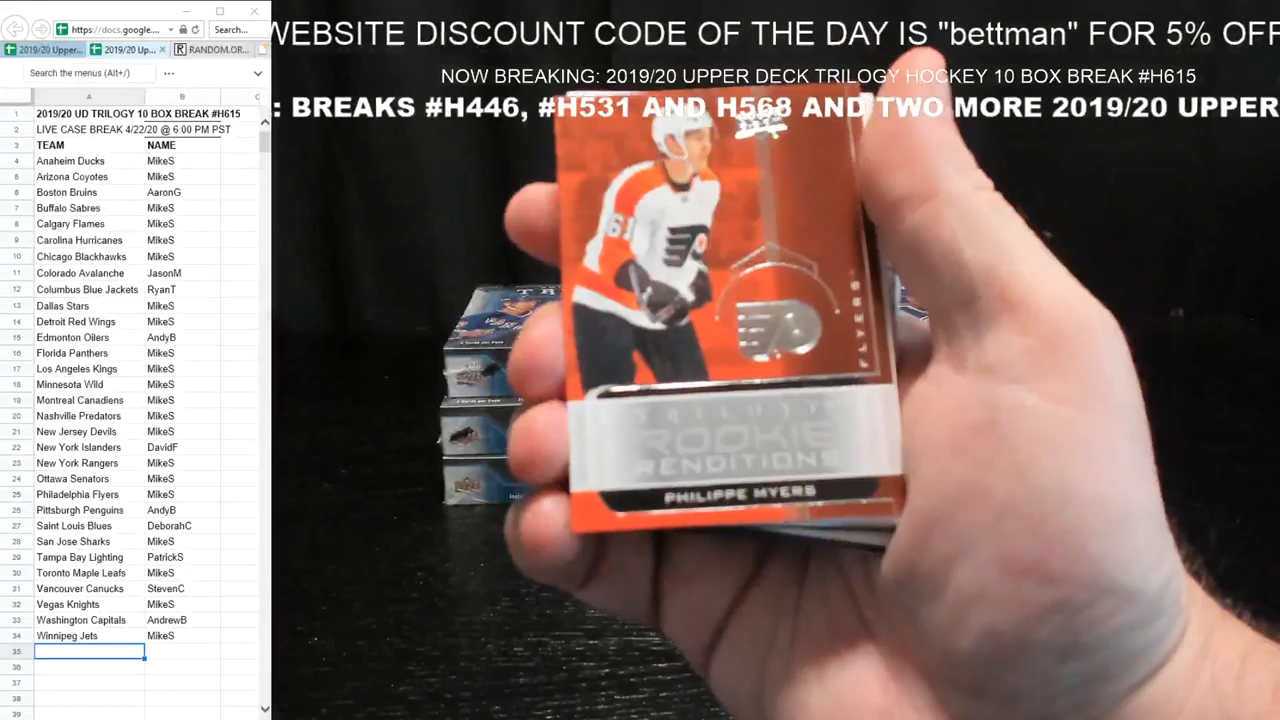 https://docs.google....
Search...
2019/20 Upper...
2019/20 Up...
RANDOM.OR...
Search the menus (Alt+/)
A B C
1 2019/20 UD TRILOGY 10 BOX BREAK #H615
2 LIVE CASE BREAK 4/22/20 @ 6:00 PM PST
3 TEAM NAME
4 Anaheim Ducks MikeS
5 Arizona Coyotes MikeS
6 Boston Bruins AaronG
7 Buffalo Sabres MikeS
8 Calgary Flames MikeS
9 Carolina Hurricanes MikeS
10 Chicago Blackhawks MikeS
11 Colorado Avalanche JasonM
12 Columbus Blue Jackets RyanT
13 Dallas Stars MikeS
14 Detroit Red Wings MikeS
15 Edmonton Oilers AndyB
16 Florida Panthers MikeS
17 Los Angeles Kings MikeS
18 Minnesota Wild MikeS
19 Montreal Canadiens MikeS
20 Nashville Predators MikeS
21 New Jersey Devils MikeS
22 New York Islanders DavidF
23 New York Rangers MikeS
24 Ottawa Senators MikeS
25 Philadelphia Flyers MikeS
26 Pittsburgh Penguins AndyB
27 Saint Louis Blues DeborahC
28 San Jose Sharks MikeS
29 Tampa Bay Lighting PatrickS
30 Toronto Maple Leafs MikeS
31 Vancouver Canucks StevenC
32 Vegas Knights MikeS
33 Washington Capitals AndrewB
34 Winnipeg Jets MikeS
35
36
37
38
39
WEBSITE DISCOUNT CODE OF THE DAY IS "bettman" FOR 5% OFF
NOW BREAKING: 2019/20 UPPER DECK TRILOGY HOCKEY 10 BOX BREAK #H615
: BREAKS #H446, #H531 AND H568 AND TWO MORE 2019/20 UPPER
61
FLYERS
TRILOGY
ROOKIE
RENDITIONS
PHILIPPE MYERS